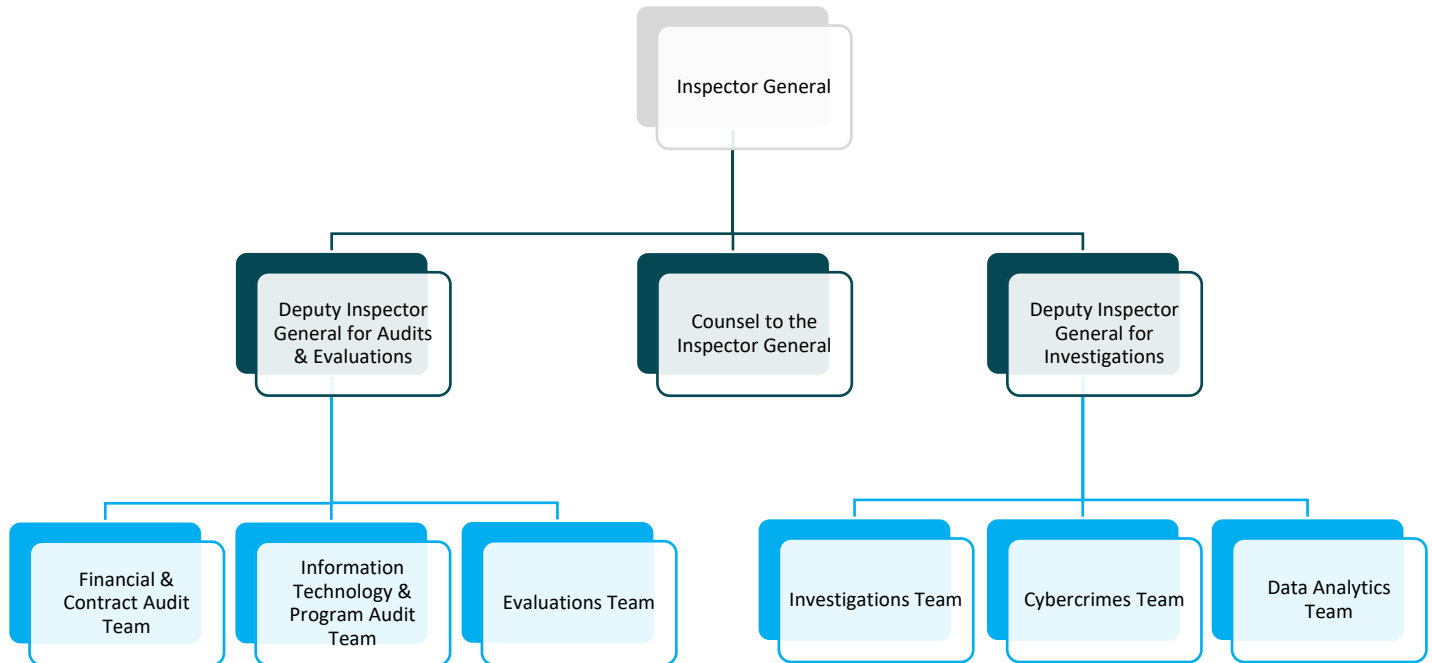 Inspector General
Deputy Inspector
General for Audits
& Evaluations
Counsel to the
Inspector General
Deputy Inspector
General for
Investigations
Financial &
Contract Audit
Team
Information
Technology &
Program Audit
Team
Evaluations Team
Investigations Team
Cybercrimes Team
Data Analytics
Team